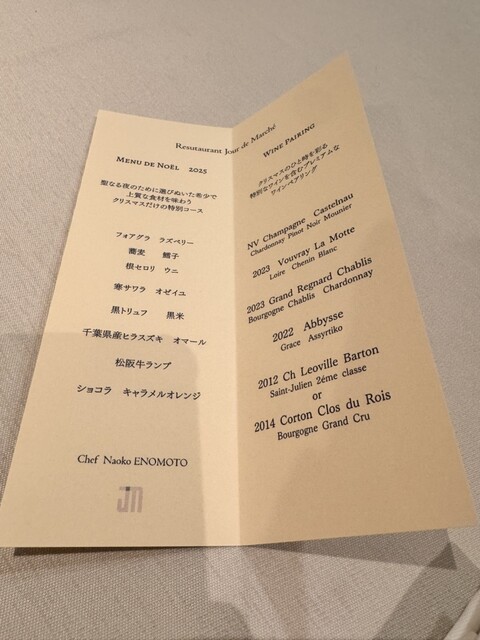 Resutaurant Jour de Marché
MENU DE NOËL 2025
聖なる夜のために選びぬいた希少で
上質な食材を味わう
クリスマスだけの特別コース
フォアグラ ラズベリー
蕎麦 鱈子
根セロリ ウニ
寒サワラ オゼイユ
黒トリュフ 黒米
千葉県産ヒラスズキ オマール
松阪牛ランプ
ショコラ キャラメルオレンジ
Chef Naoko ENOMOTO
JN
WINE PAIRING
クリスマスのひと時を彩る
特別なワインを含むプレミアムな
ワインペアリング
NV Champagne Castelnau
Chardonnay Pinot Noir Mounier
2023 Vouvray La Motte
Loire Chenin Blanc
2023 Grand Regnard Chablis
Bourgogne Chablis Chardonnay
2022 Abbysse
Grace Assyrtiko
2012 Ch Leoville Barton
Saint-Julien 2éme classe
or
2014 Corton Clos du Rois
Bourgogne Grand Cru